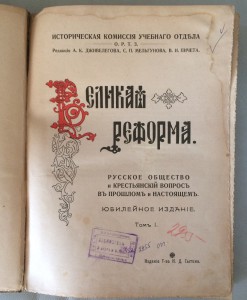 ИСТОРИЧЕСКАЯ КОМИССІЯ УЧЕБНАГО ОТДѢЛА
О. Р. Т. З.
Редакція А. К. ДЖИВЕЛЕГОВА, С. П. МЕЛЬГУНОВА, В. И. ПИЧЕТА.
ВЕЛИКАЯ
РЕФОРМА.
РУССКОЕ ОБЩЕСТВО
и КРЕСТЬЯНСКІЙ ВОПРОСЪ
ВЪ ПРОШЛОМЪ и НАСТОЯЩЕМЪ.
ЮБИЛЕЙНОЕ ИЗДАНІЕ.
Томъ I.
Изданіе Т-ва И. Д. Сытина.